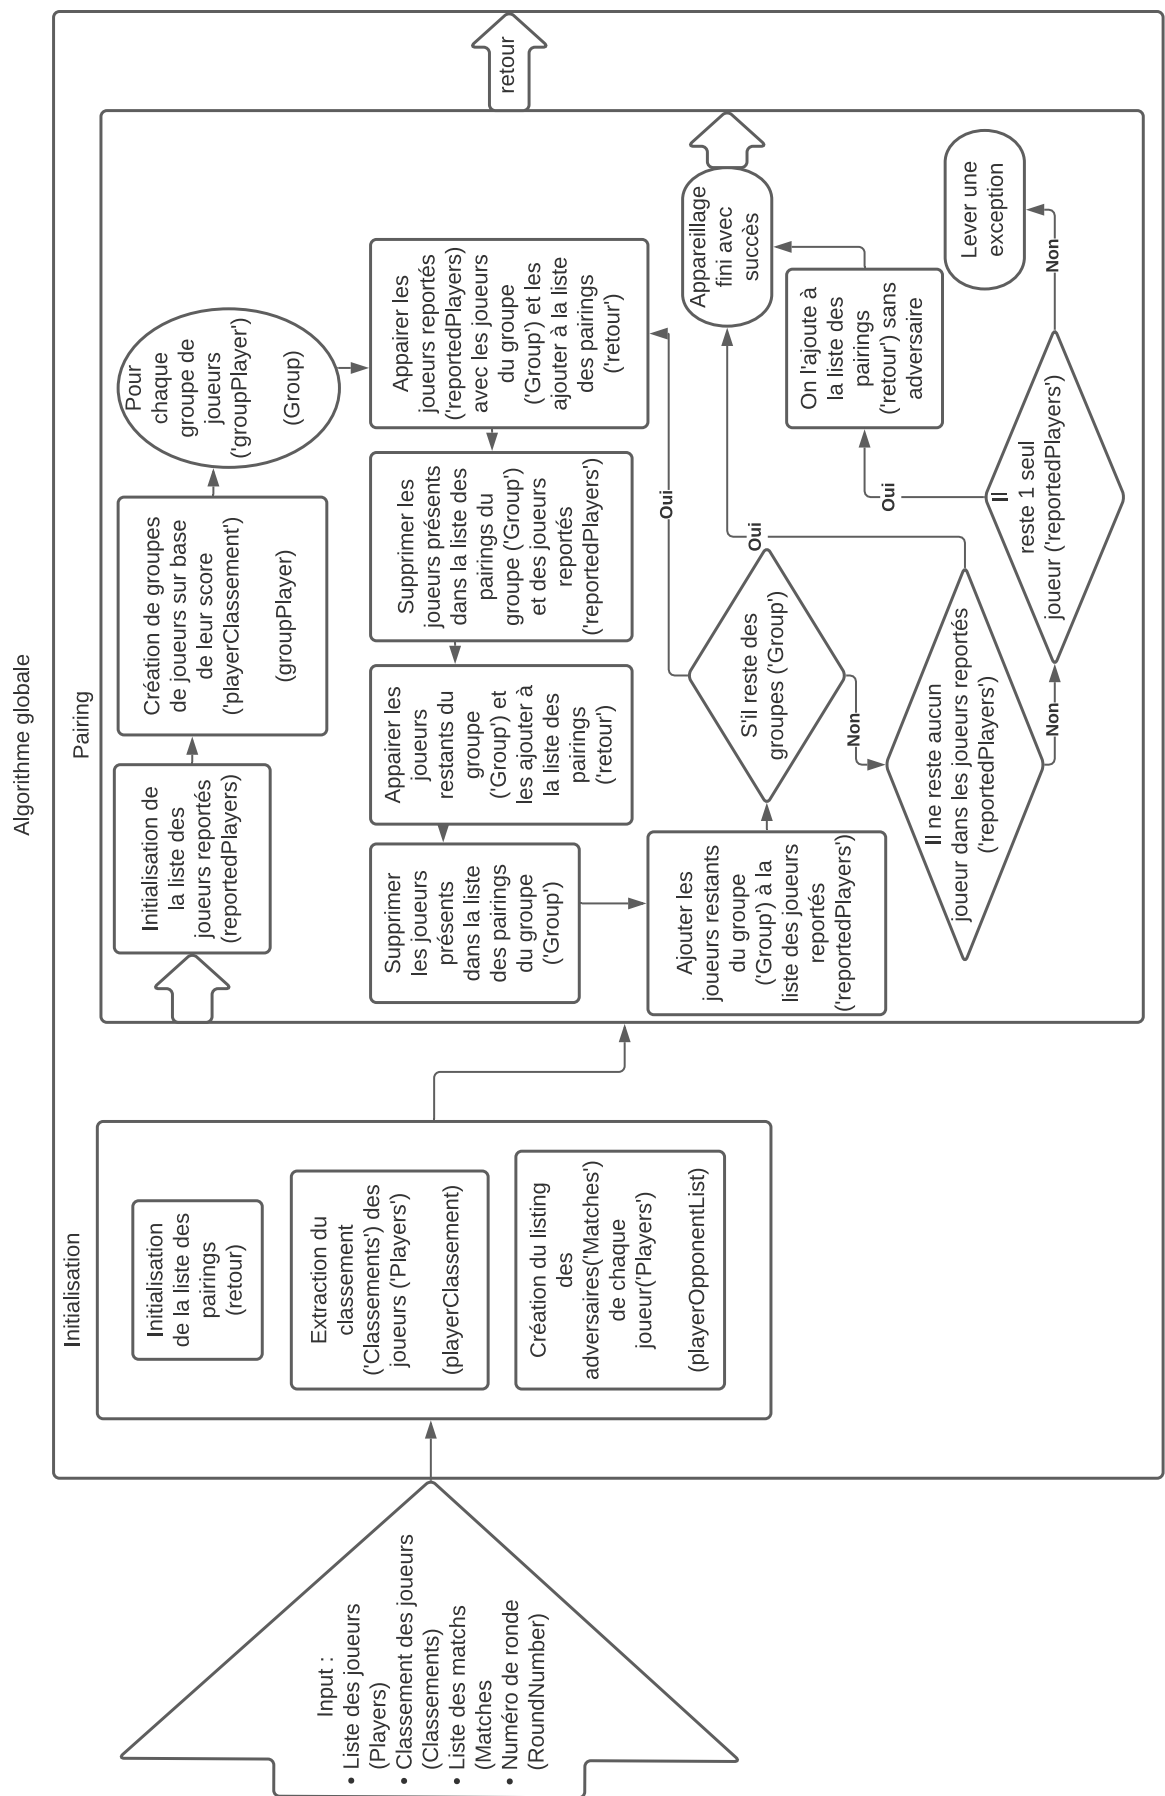 Algorithme globale
Input :
• Liste des joueurs
(Players)
• Classement des joueurs
(Classements)
• Liste des matchs
(Matches
• Numéro de ronde
(RoundNumber)
Initialisation
Initialisation
de la liste des
pairings
(retour)
Extraction du
classement
('Classements') des
joueurs ('Players')
(playerClassement)
Création du listing
des
adversaires('Matches')
de chaque
joueur('Players')
(playerOpponentList)
Pairing
Initialisation de
la liste des
joueurs reportés
(reportedPlayers)
Création de groupes
de joueurs sur base
de leur score
('playerClassement')
(groupPlayer)
Pour
chaque
groupe de
joueurs
('groupPlayer')
(Group)
Appairer les
joueurs reportés
('reportedPlayers)
avec les joueurs
du groupe
('Group') et les
ajouter à la liste
des pairings
('retour')
Supprimer les
joueurs présents
dans la liste des
pairings du
groupe ('Group')
et des joueurs
reportés
('reportedPlayers')
Appairer les
joueurs
restants du
groupe
('Group') et
les ajouter à
la liste des
pairings
('retour')
Supprimer
les joueurs
présents
dans la liste
des pairings
du groupe
('Group')
Ajouter les
joueurs restants
du groupe
('Group') à la
liste des joueurs
reportés
('reportedPlayers')
S'il reste des
groupes ('Group')
Oui
Non
Il ne reste aucun
joueur dans les joueurs reportés
('reportedPlayers')
Oui
Non
Il
reste 1 seul
joueur ('reportedPlayers')
Oui
Non
On l'ajoute à
la liste des
pairings
('retour') sans
adversaire
Appareillage
fini avec
succès
Lever une
exception
retour